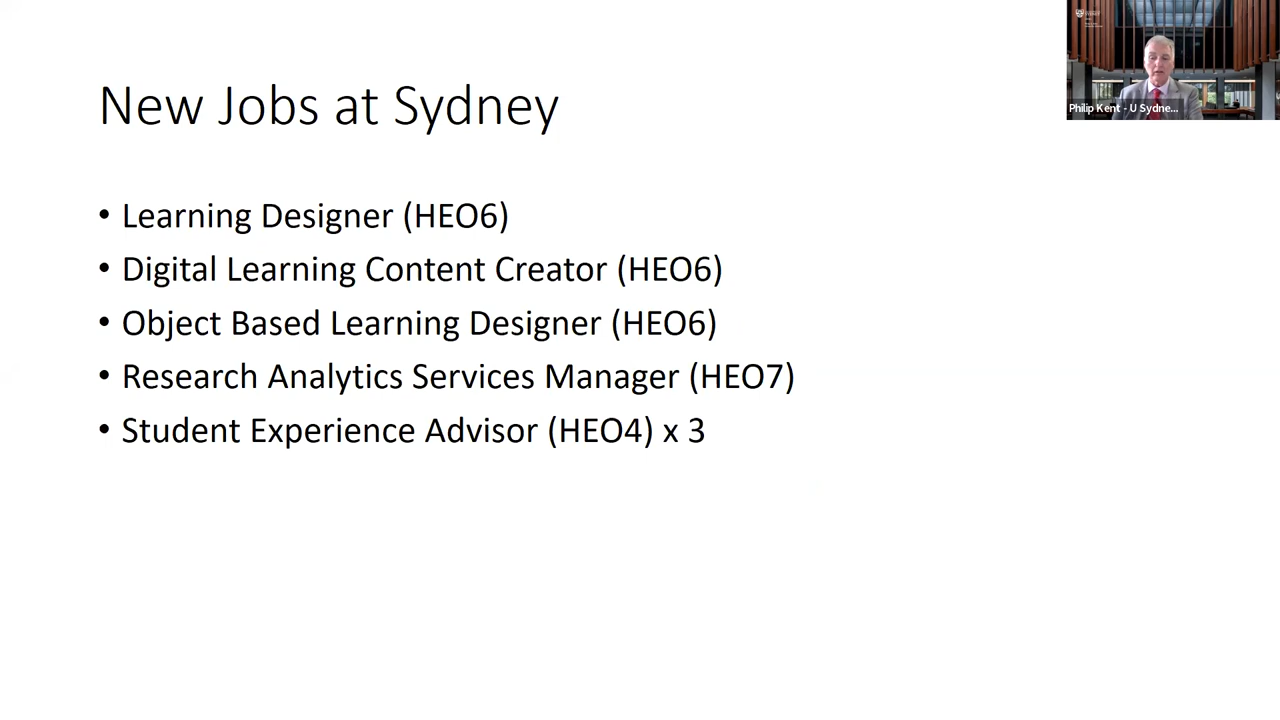 New Jobs at Sydney
Philip Kent - U Sydne...
• Learning Designer (HEO6)
• Digital Learning Content Creator (HEO6)
• Object Based Learning Designer (HEO6)
• Research Analytics Services Manager (HEO7)
• Student Experience Advisor (HEO4) x 3